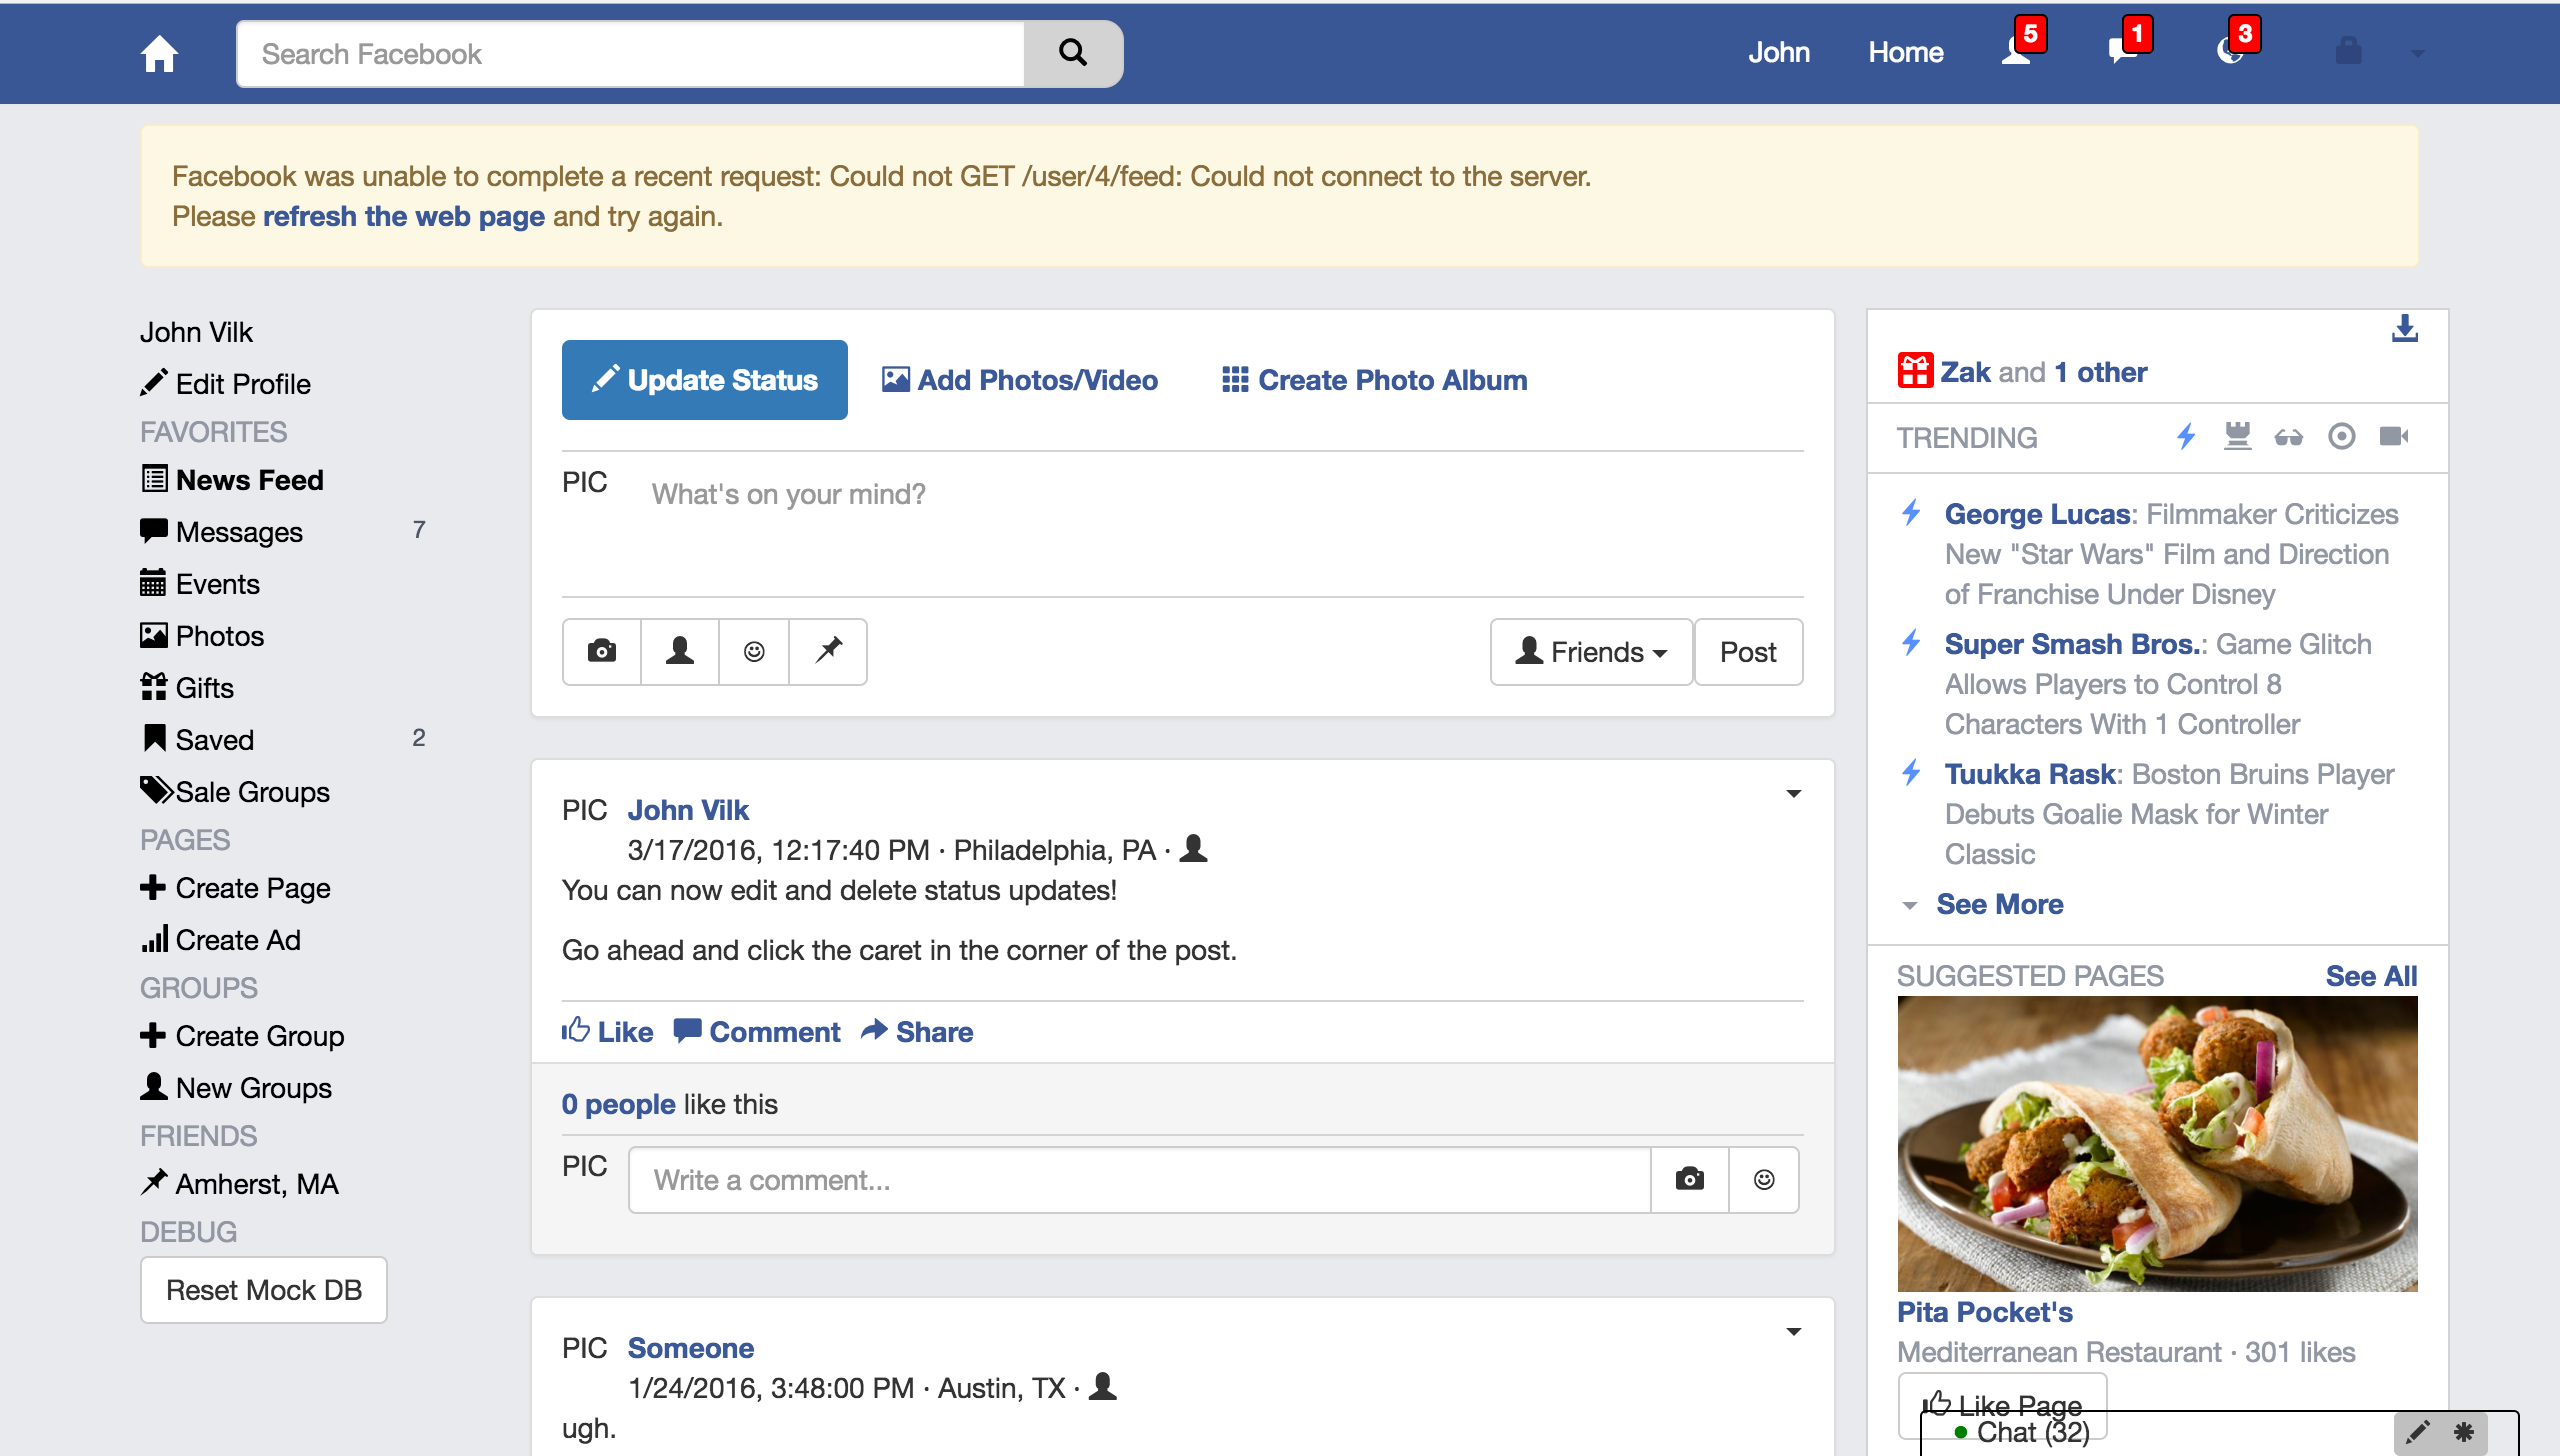 Search Facebook
John
Home
5
1
3
Facebook was unable to complete a recent request: Could not GET /user/4/feed: Could not connect to the server.
Please refresh the web page and try again.
John Vilk
Edit Profile
FAVORITES
News Feed
Messages 7
Events
Photos
Gifts
Saved 2
Sale Groups
PAGES
Create Page
Create Ad
GROUPS
Create Group
New Groups
FRIENDS
Amherst, MA
DEBUG
Reset Mock DB
Update Status
Add Photos/Video
Create Photo Album
PIC
What's on your mind?
Friends
Post
PIC John Vilk
3/17/2016, 12:17:40 PM · Philadelphia, PA ·
You can now edit and delete status updates!
Go ahead and click the caret in the corner of the post.
Like Comment Share
0 people like this
PIC
Write a comment...
PIC Someone
1/24/2016, 3:48:00 PM · Austin, TX ·
ugh.
Zak and 1 other
TRENDING
George Lucas: Filmmaker Criticizes
New "Star Wars" Film and Direction
of Franchise Under Disney
Super Smash Bros.: Game Glitch
Allows Players to Control 8
Characters With 1 Controller
Tuukka Rask: Boston Bruins Player
Debuts Goalie Mask for Winter
Classic
See More
SUGGESTED PAGES See All
Pita Pocket's
Mediterranean Restaurant · 301 likes
Like Page
Chat (32)